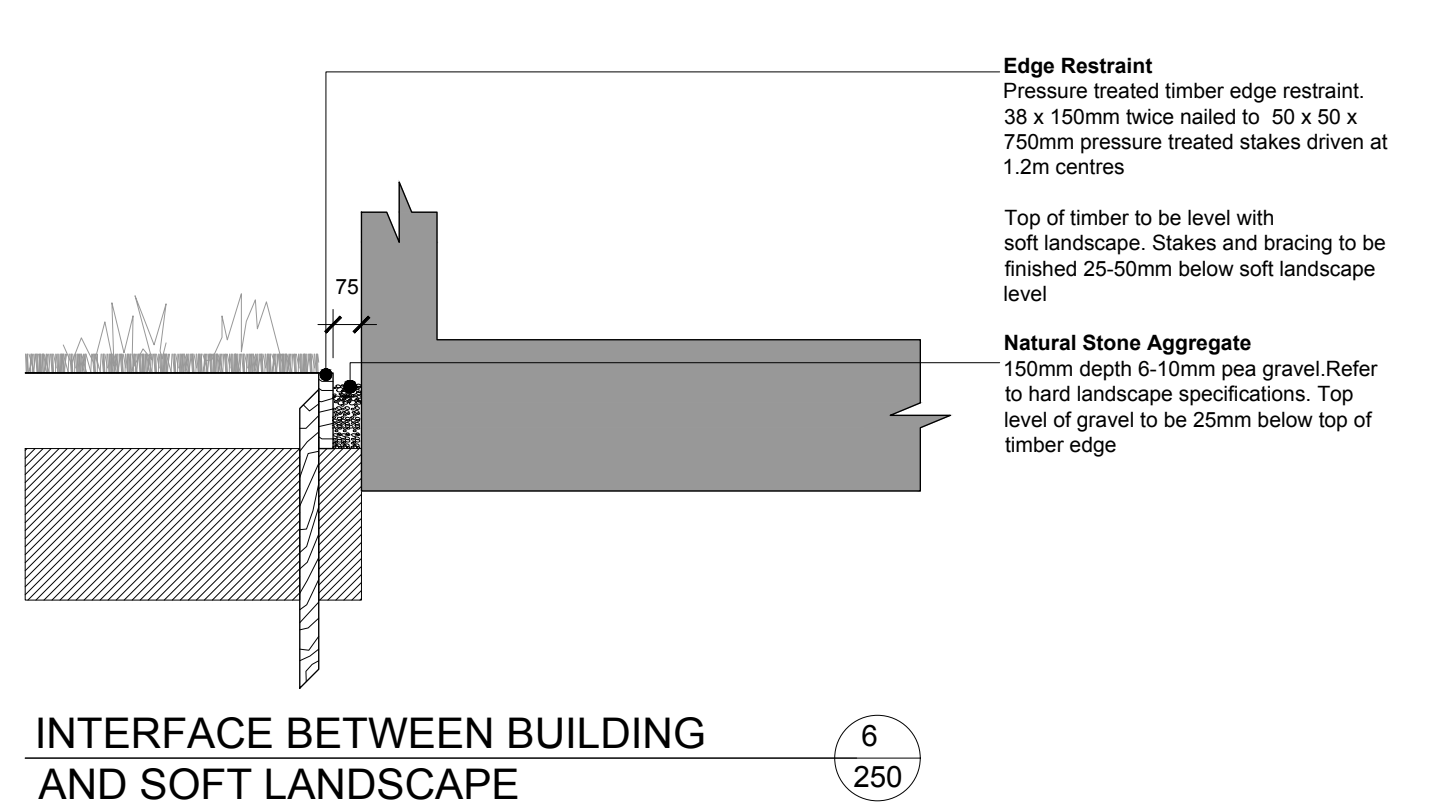 Edge Restraint
Pressure treated timber edge restraint.
38 x 150mm twice nailed to 50 x 50 x
750mm pressure treated stakes driven at
1.2m centres
Top of timber to be level with
soft landscape. Stakes and bracing to be
finished 25-50mm below soft landscape
level
75
Natural Stone Aggregate
150mm depth 6-10mm pea gravel.Refer
to hard landscape specifications. Top
level of gravel to be 25mm below top of
timber edge
INTERFACE BETWEEN BUILDING
AND SOFT LANDSCAPE
6
250